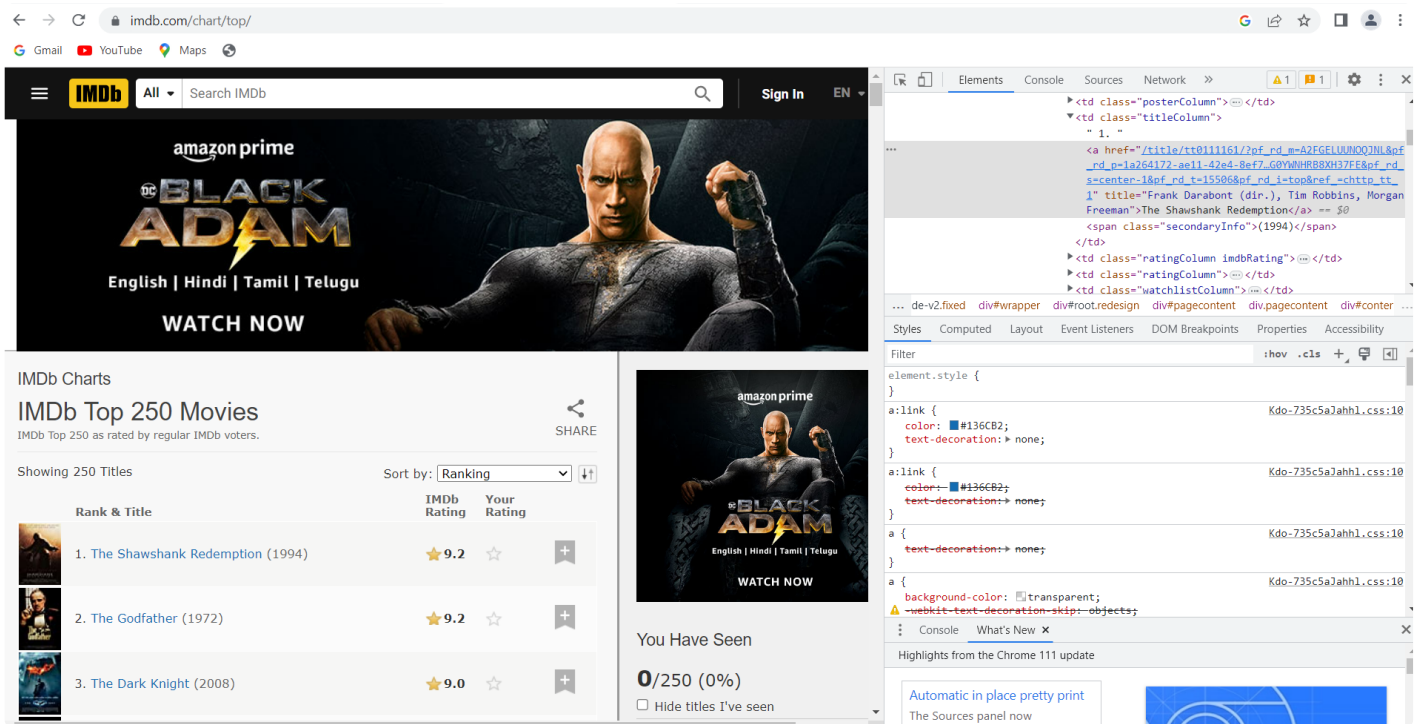 imdb.com/chart/top/
Gmail YouTube Maps
IMDb All Search IMDb Sign In EN
amazon prime
DC
BLACK
ADAM
English | Hindi | Tamil | Telugu
WATCH NOW
IMDb Charts
IMDb Top 250 Movies
IMDb Top 250 as rated by regular IMDb voters.
SHARE
Showing 250 Titles
Sort by: Ranking
Rank & Title IMDb Rating Your Rating
1. The Shawshank Redemption (1994) 9.2
2. The Godfather (1972) 9.2
3. The Dark Knight (2008) 9.0
amazon prime
DC
BLACK
ADAM
English | Hindi | Tamil | Telugu
WATCH NOW
You Have Seen
0/250 (0%)
Hide titles I've seen
Elements Console Sources Network » 1 1
<td class="posterColumn">…</td>
<td class="titleColumn">
" 1. "
<a href="/title/tt0111161/?pf_rd_m=A2FGELUUNOQJNL&pf
_rd_p=1a264172-ae11-42e4-8ef7…G0YWNHRB8XH37FE&pf_rd_
s=center-1&pf_rd_t=15506&pf_rd_i=top&ref_=chttp_tt_
1" title="Frank Darabont (dir.), Tim Robbins, Morgan
Freeman">The Shawshank Redemption</a> == $0
<span class="secondaryInfo">(1994)</span>
</td>
<td class="ratingColumn imdbRating">…</td>
<td class="ratingColumn">…</td>
<td class="watchlistColumn">…</td>
… de-v2.fixed div#wrapper div#root.redesign div#pagecontent div.pagecontent div#conter …
Styles Computed Layout Event Listeners DOM Breakpoints Properties Accessibility
Filter :hov .cls +
element.style {
}
a:link { Kdo-735c5aJahhl.css:10
color: #136CB2;
text-decoration: none;
}
a:link { Kdo-735c5aJahhl.css:10
color: #136CB2;
text-decoration: none;
}
a { Kdo-735c5aJahhl.css:10
text-decoration: none;
}
a { Kdo-735c5aJahhl.css:10
background-color: transparent;
-webkit-text-decoration-skip: objects;
Console What's New ×
Highlights from the Chrome 111 update
Automatic in place pretty print
The Sources panel now